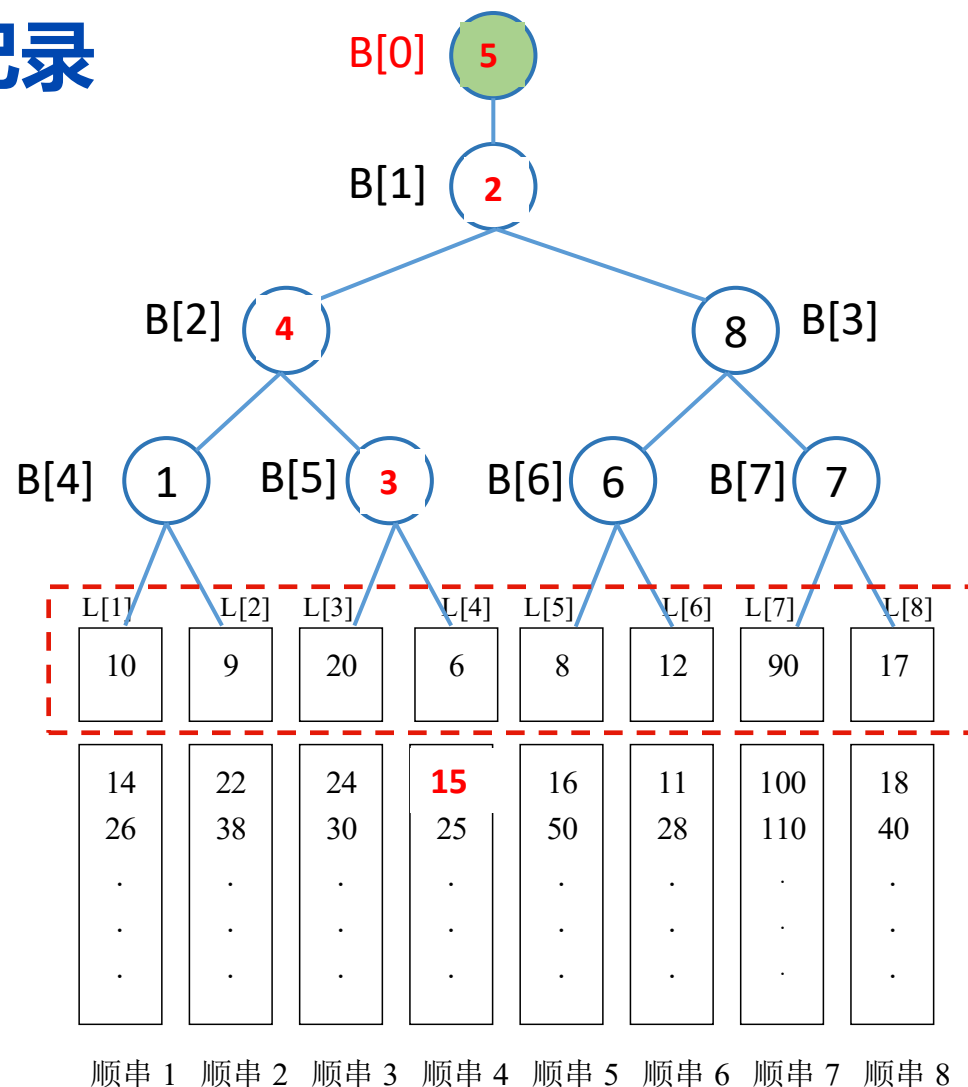 记录
B[0] 5
B[1] 2
B[2] 4 8 B[3]
B[4] 1 B[5] 3 B[6] 6 B[7] 7
L[1] L[2] L[3] L[4] L[5] L[6] L[7] L[8]
10 9 20 6 8 12 90 17
14 22 24 15 16 11 100 18
26 38 30 25 50 28 110 40
. . . . . . . .
. . . . . . . .
. . . . . . . .
顺串 1 顺串 2 顺串 3 顺串 4 顺串 5 顺串 6 顺串 7 顺串 8